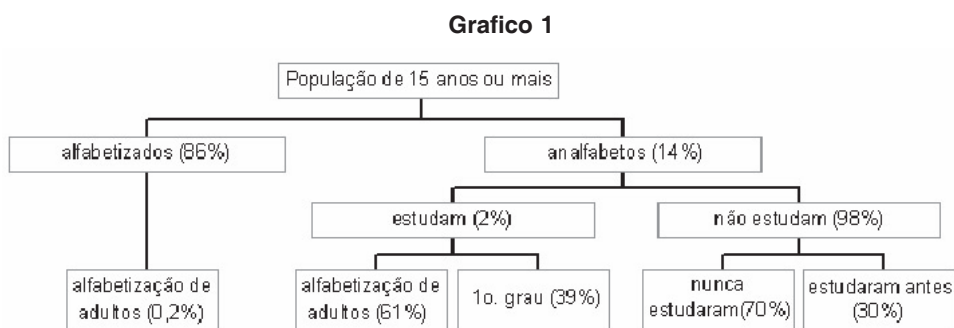 Grafico 1
População de 15 anos ou mais
alfabetizados (86%)
analfabetos (14%)
estudam (2%)
não estudam (98%)
alfabetização de
adultos (0,2%)
alfabetização de
adultos (61%)
1o. grau (39%)
nunca
estudaram(70%)
estudaram antes
(30%)